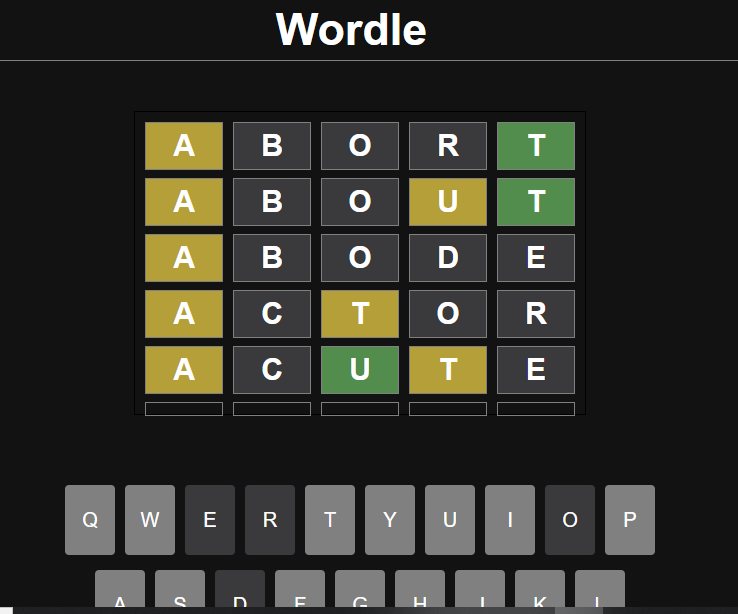 Wordle
A B O R T
A B O U T
A B O D E
A C T O R
A C U T E
Q W E R T Y U I O P
A S D F G H J K L